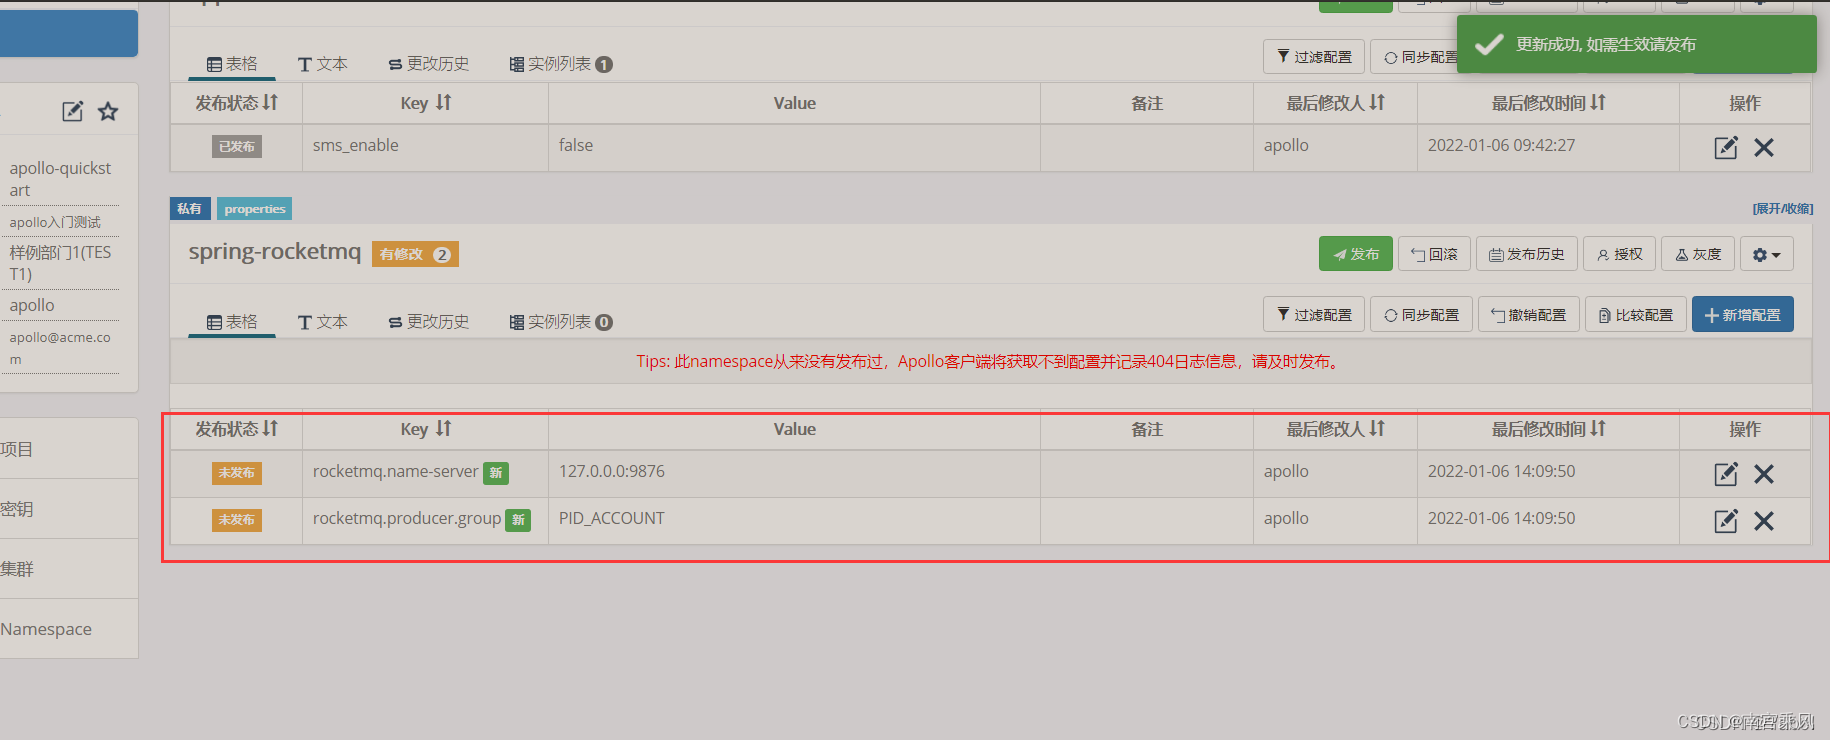 更新成功, 如需生效请发布
表格 文本 更改历史 实例列表 1 过滤配置 同步配置
发布状态 Key Value 备注 最后修改人 最后修改时间 操作
已发布 sms_enable false apollo 2022-01-06 09:42:27
apollo-quickst
art
apollo入门测试
样例部门1(TES
T1)
apollo
apollo@acme.co
m
项目
密钥
集群
Namespace
私有 properties [展开/收缩]
spring-rocketmq 有修改 2 发布 回滚 发布历史 授权 灰度
表格 文本 更改历史 实例列表 0 过滤配置 同步配置 撤销配置 比较配置 新增配置
Tips: 此namespace从来没有发布过，Apollo客户端将获取不到配置并记录404日志信息，请及时发布。
发布状态 Key Value 备注 最后修改人 最后修改时间 操作
未发布 rocketmq.name-server 新 127.0.0.0:9876 apollo 2022-01-06 14:09:50
未发布 rocketmq.producer.group 新 PID_ACCOUNT apollo 2022-01-06 14:09:50